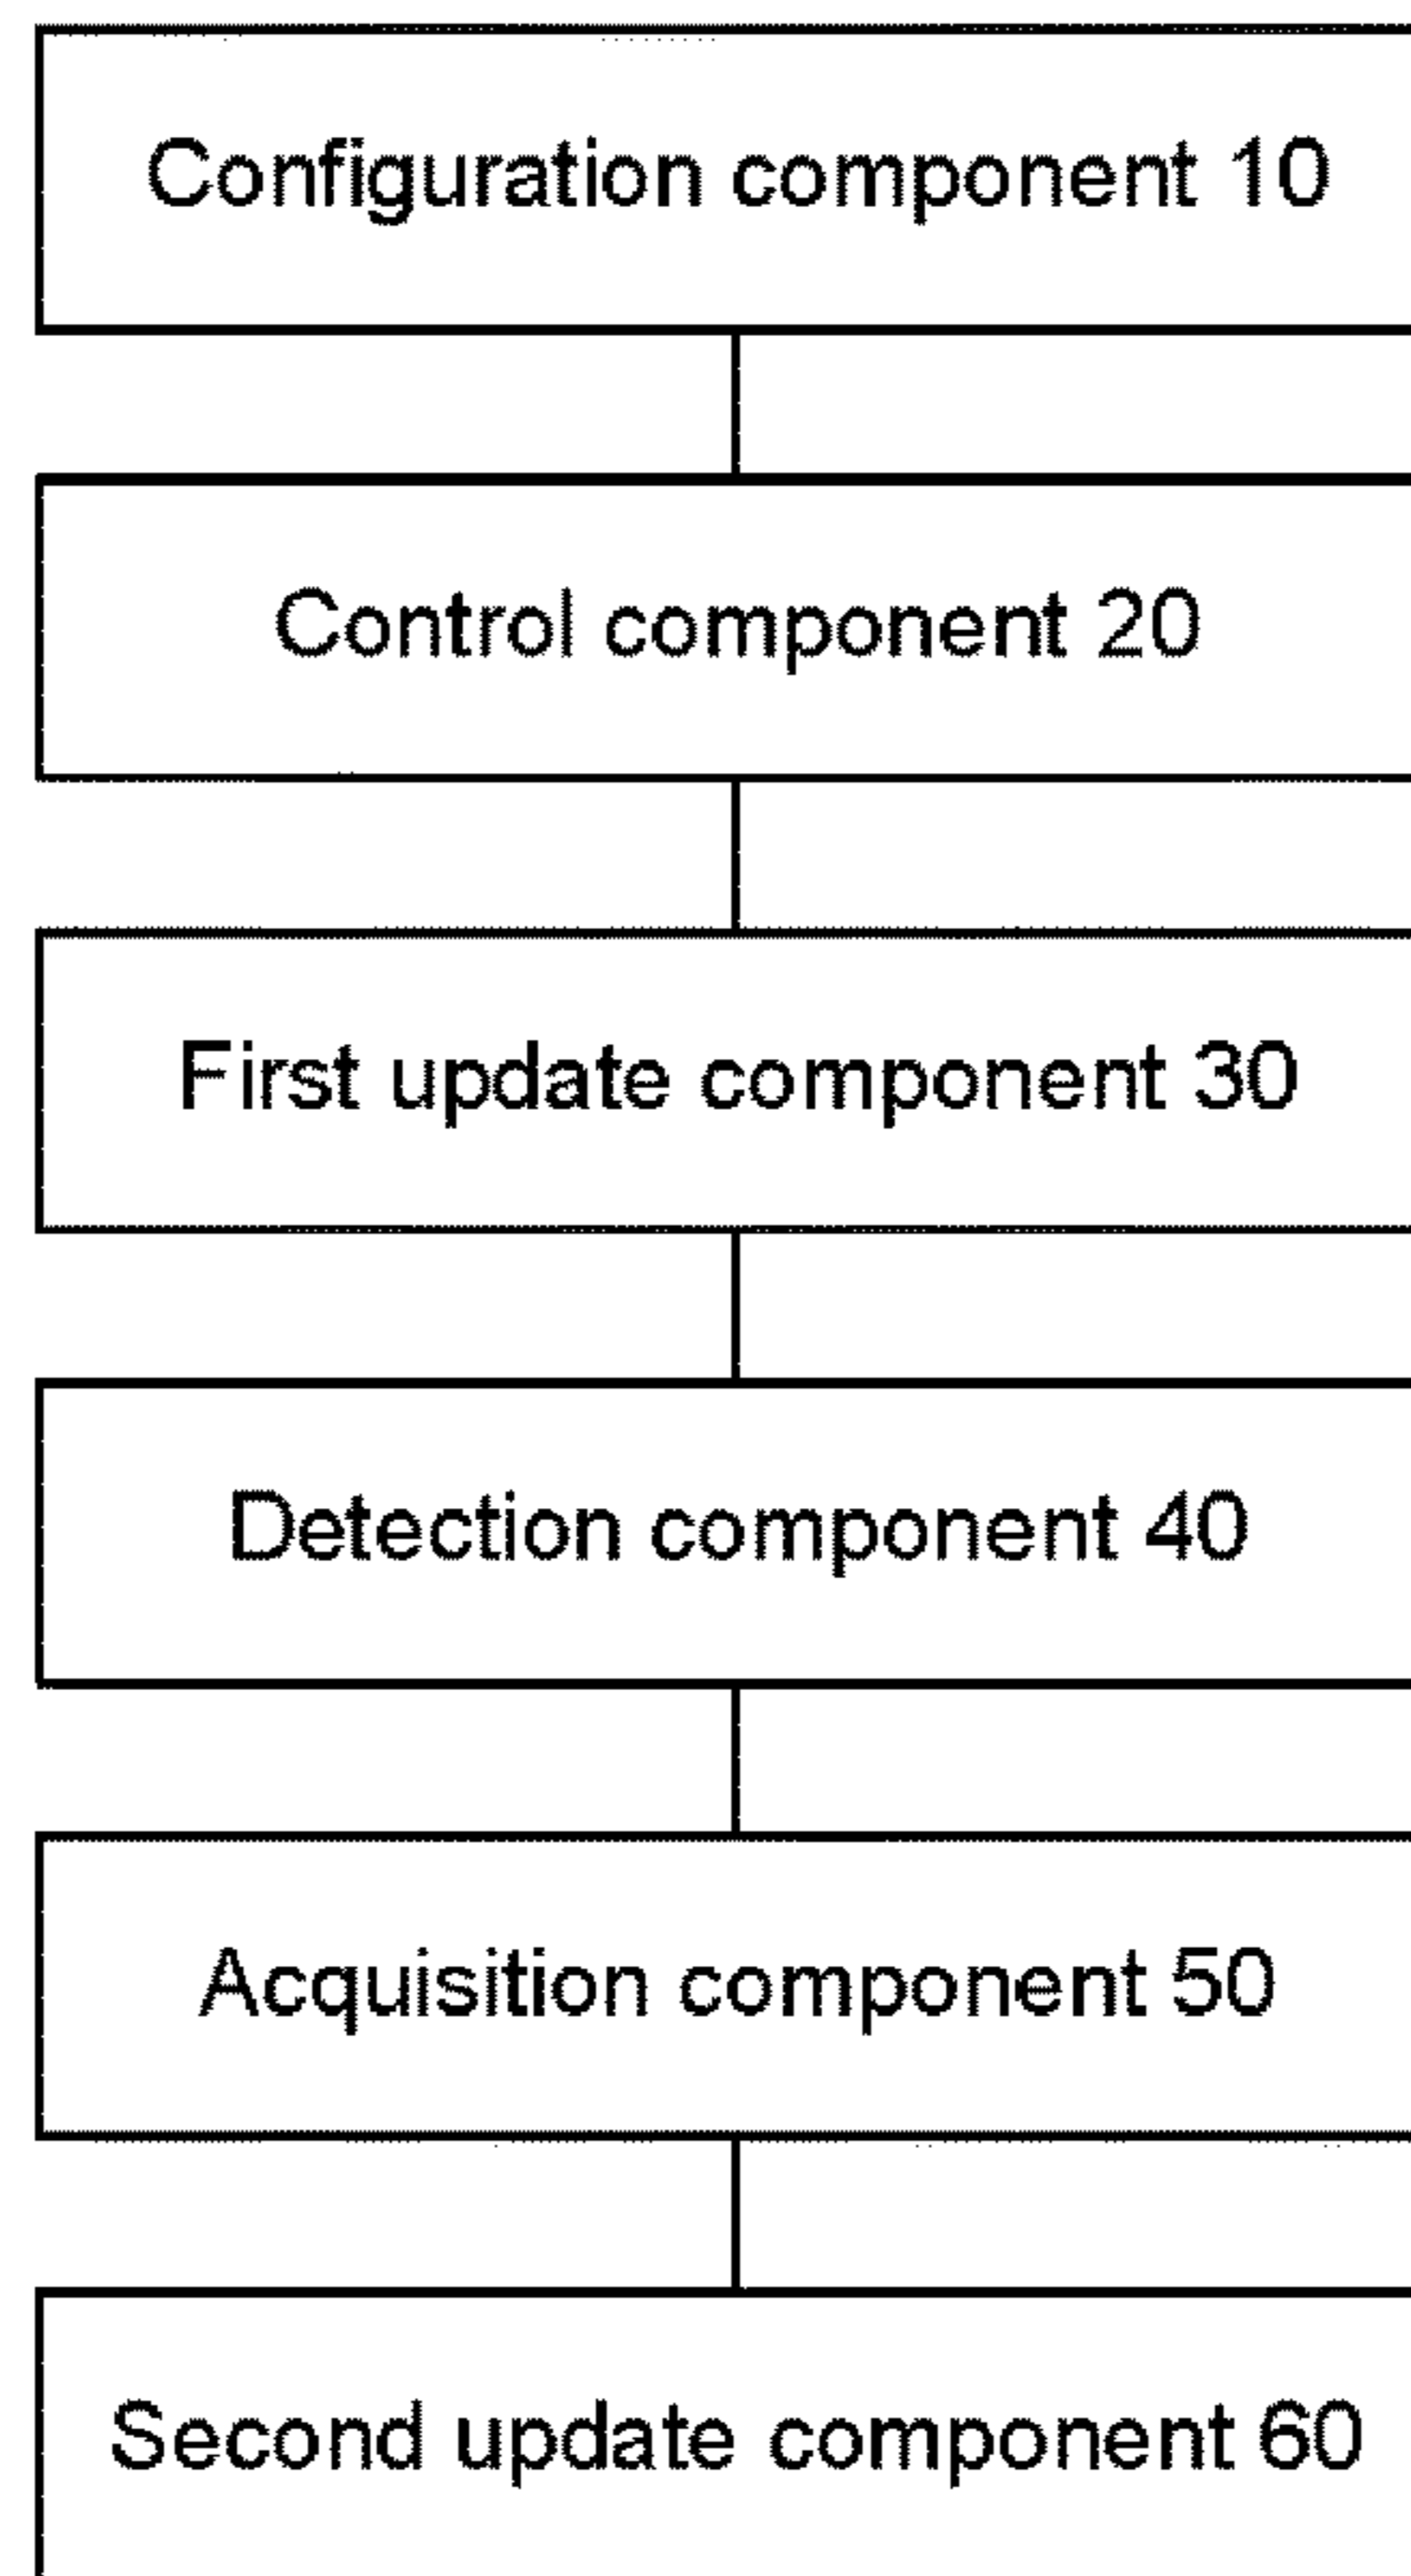 Configuration component 10
Control component 20
First update component 30
Detection component 40
Acquisition component 50
Second update component 60